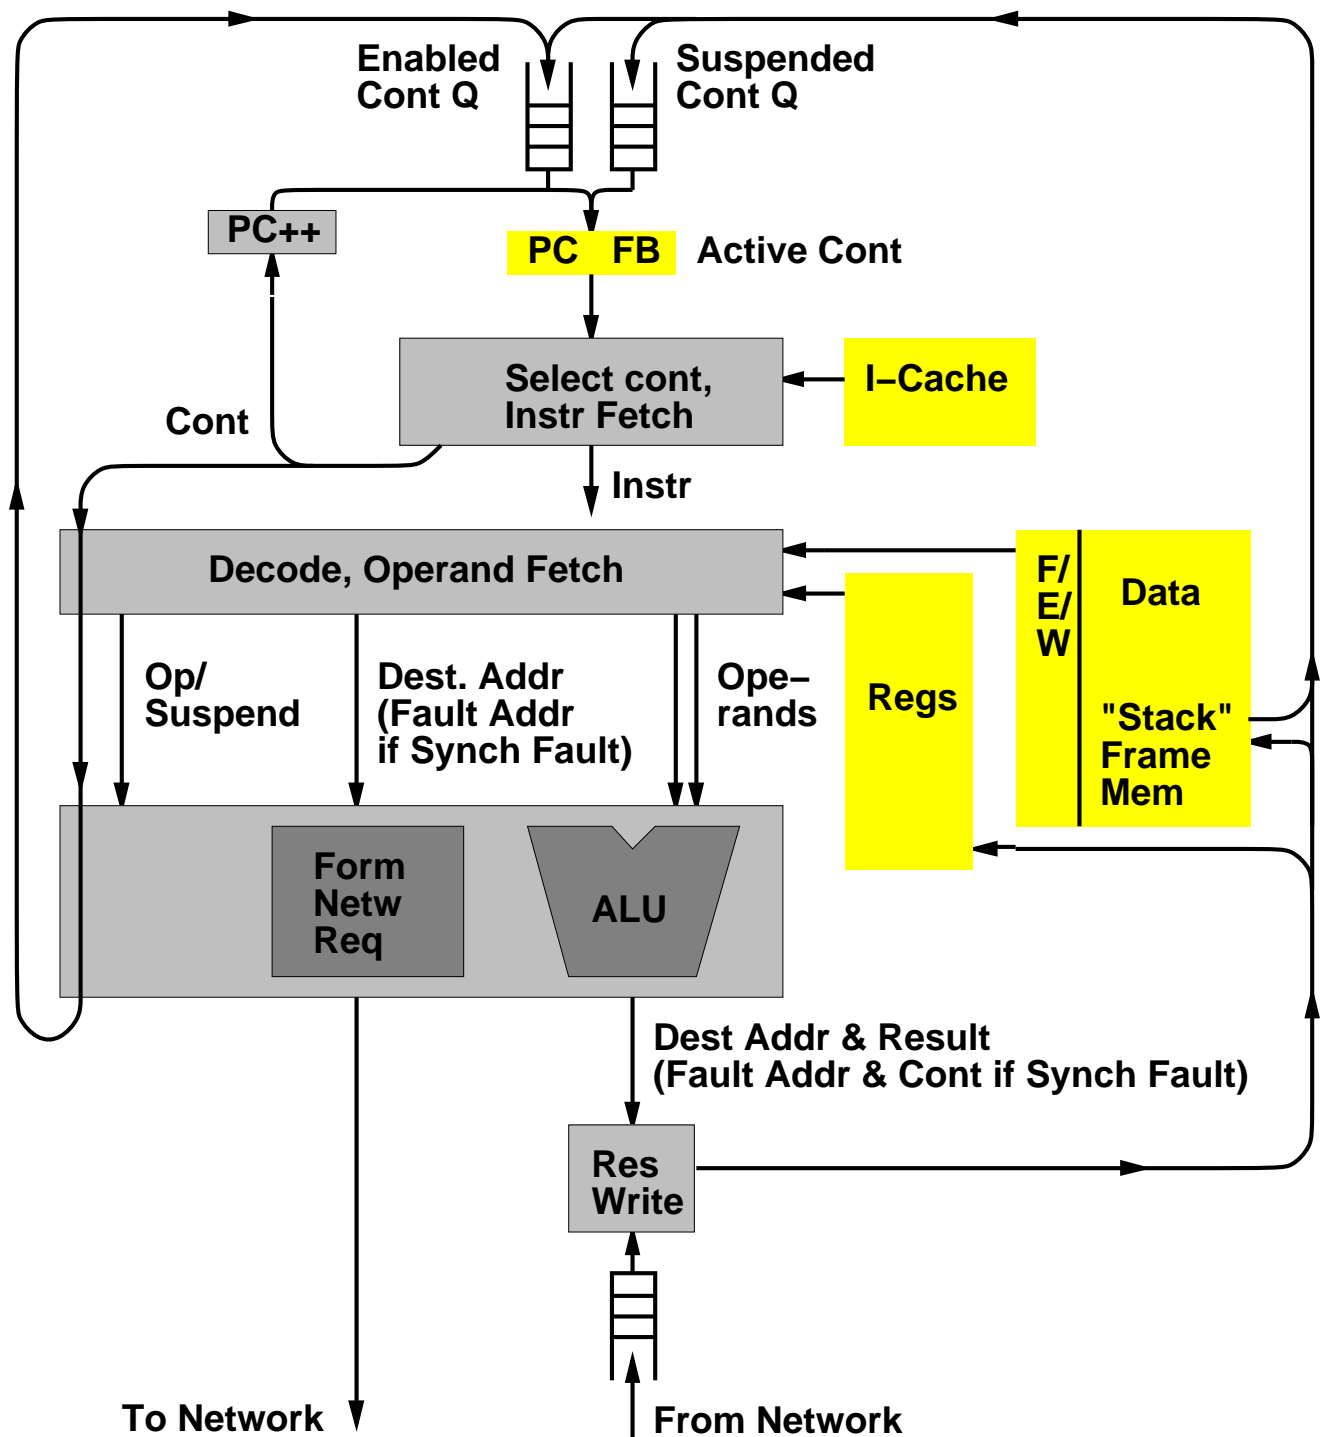 Enabled
Cont Q
Suspended
Cont Q
PC++
PC FB
Active Cont
Select cont,
Instr Fetch
I–Cache
Cont
Instr
Decode, Operand Fetch
F/
E/
W
Data
"Stack"
Frame
Mem
Regs
Op/
Suspend
Dest. Addr
(Fault Addr
if Synch Fault)
Ope–
rands
Form
Netw
Req
ALU
Dest Addr & Result
(Fault Addr & Cont if Synch Fault)
Res
Write
To Network
From Network